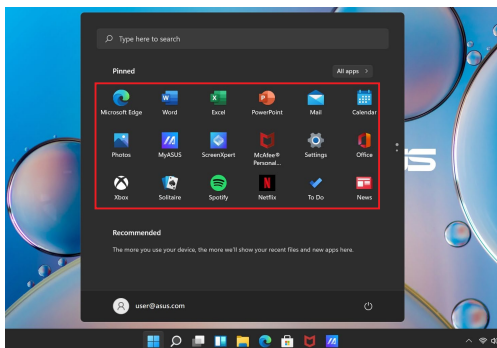 Type here to search
Pinned
All apps >
Microsoft Edge Word Excel PowerPoint Mail Calendar
Photos MyASUS ScreenXpert McAfee® Personal... Settings Office
Xbox Solitaire Spotify Netflix To Do News
Recommended
The more you use your device, the more we'll show your recent files and new apps here.
user@asus.com